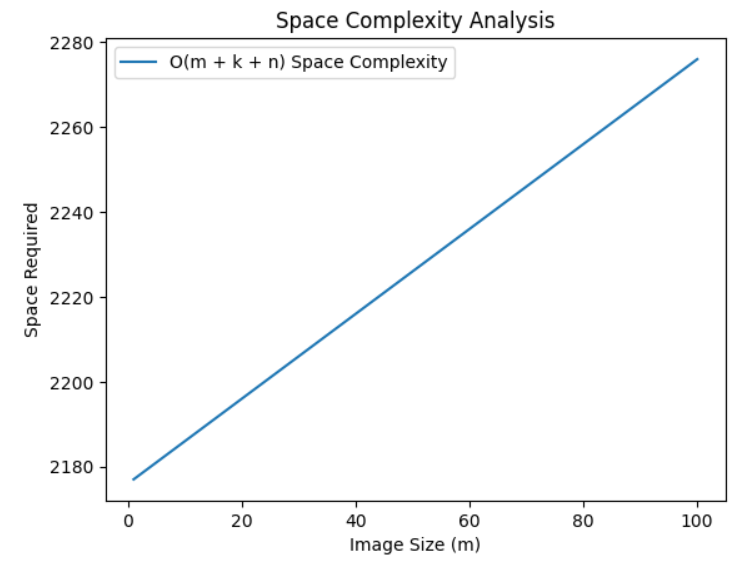 Space Complexity Analysis
O(m + k + n) Space Complexity
Space Required
2280
2260
2240
2220
2200
2180
0 20 40 60 80 100
Image Size (m)